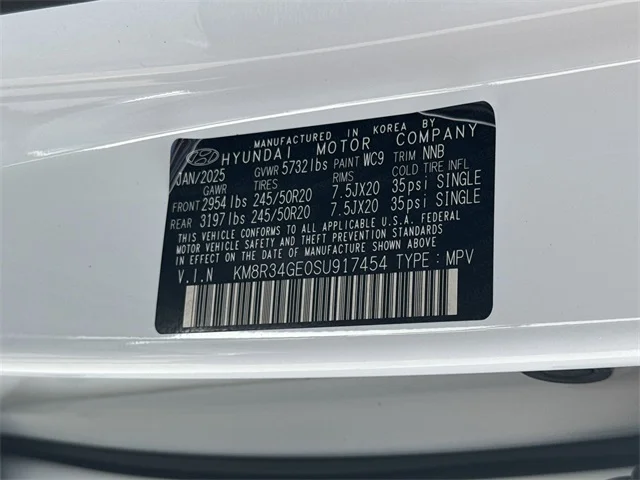 MANUFACTURED IN KOREA BY
HYUNDAI MOTOR COMPANY
JAN/2025 GVWR 5732lbs PAINT WC9 TRIM NNB
GAWR TIRES RIMS COLD TIRE INFL
FRONT 2954lbs 245/50R20 7.5JX20 35psi SINGLE
REAR 3197lbs 245/50R20 7.5JX20 35psi SINGLE
THIS VEHICLE CONFORMS TO ALL APPLICABLE U.S.A. FEDERAL
MOTOR VEHICLE SAFETY AND THEFT PREVENTION STANDARDS
IN EFFECT ON THE DATE OF MANUFACTURE SHOWN ABOVE.
V.I.N KM8R34GE0SU917454 TYPE : MPV